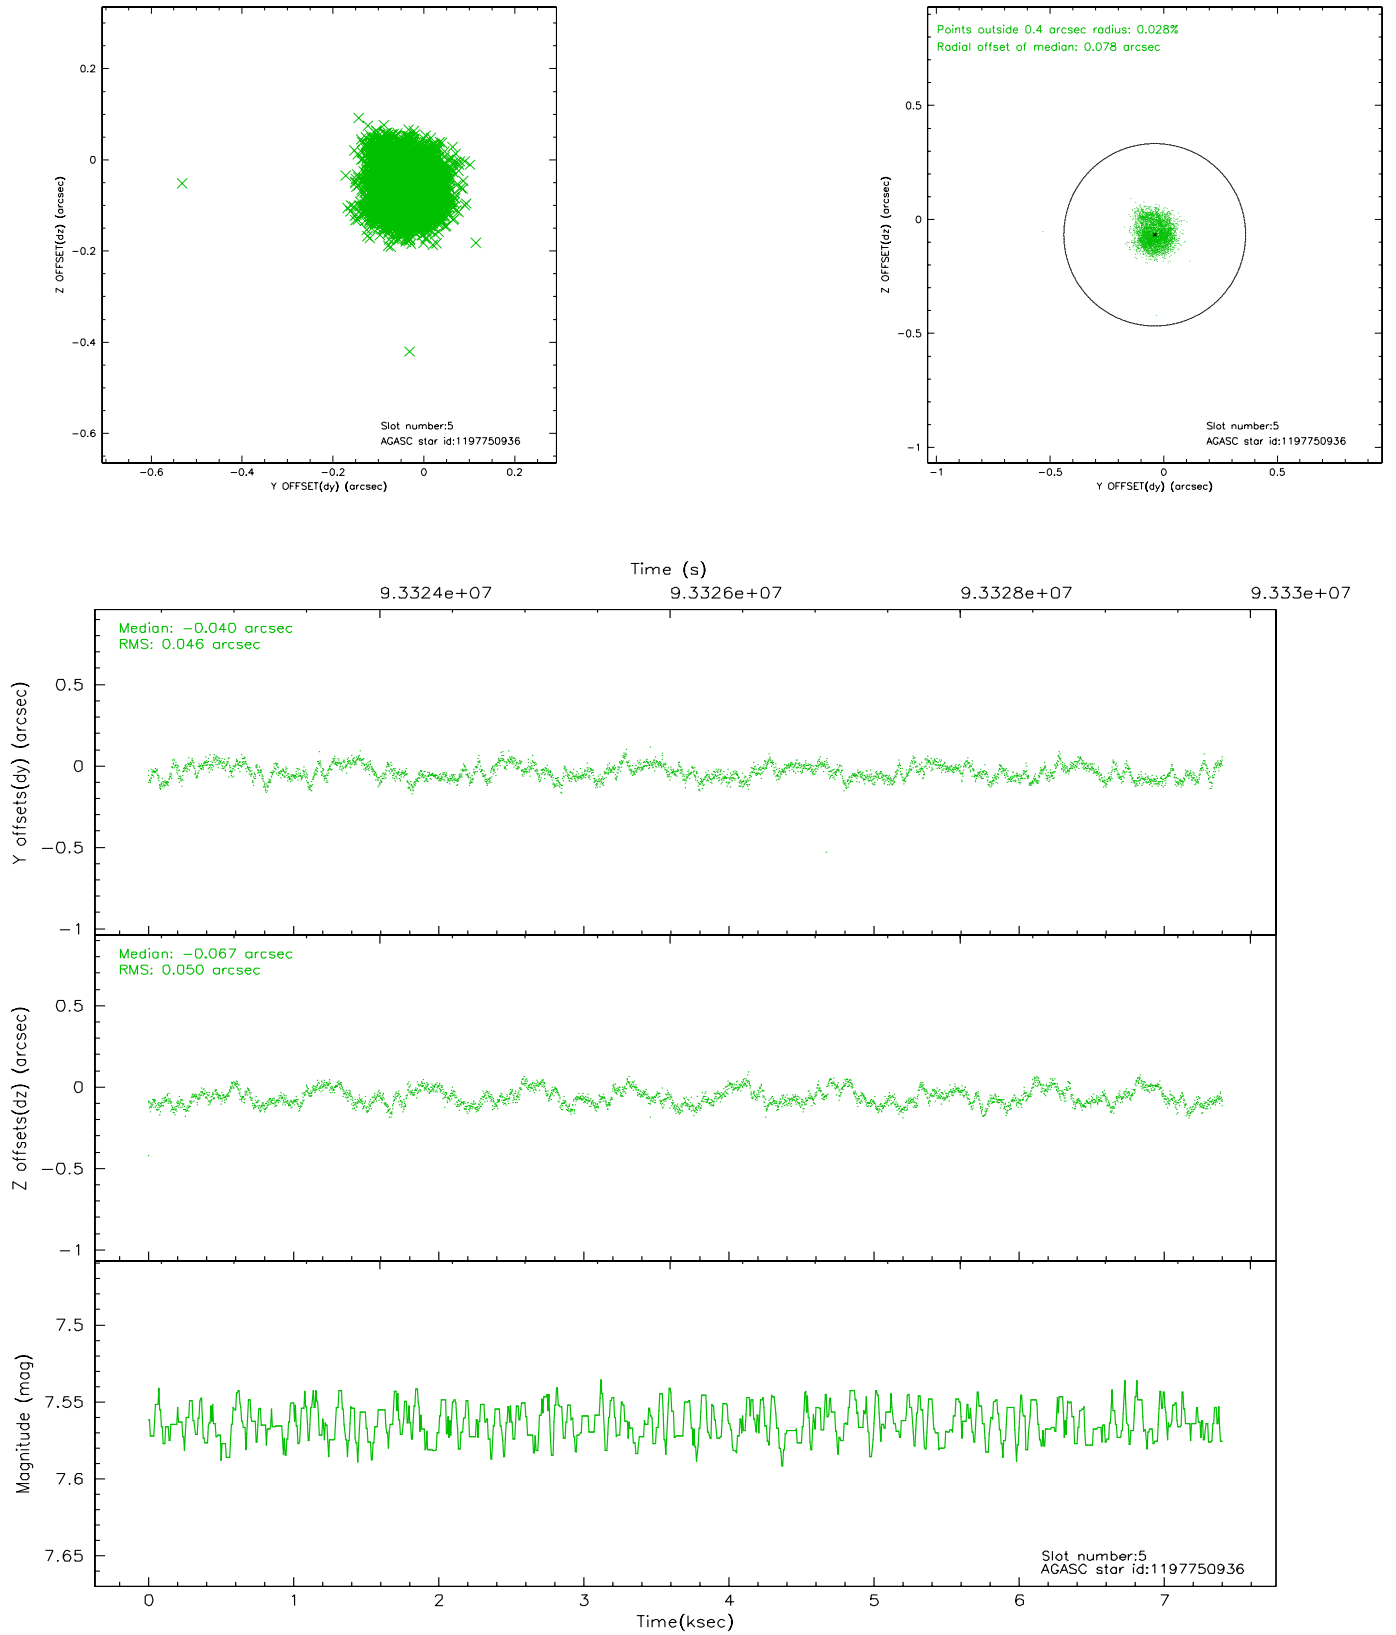 0.2
0
−0.2
−0.4
−0.6
Z OFFSET(dz) (arcsec)
Slot number:5
AGASC star id:1197750936
−0.6 −0.4 −0.2 0 0.2
Y OFFSET(dy) (arcsec)
Points outside 0.4 arcsec radius: 0.028%
Radial offset of median: 0.078 arcsec
0.5
0
−0.5
−1
Z OFFSET(dz) (arcsec)
Slot number:5
AGASC star id:1197750936
−1 −0.5 0 0.5
Y OFFSET(dy) (arcsec)
Time (s)
9.3324e+07 9.3326e+07 9.3328e+07 9.333e+07
Median: −0.040 arcsec
RMS: 0.046 arcsec
0.5
0
−0.5
−1
Y offsets(dy) (arcsec)
Median: −0.067 arcsec
RMS: 0.050 arcsec
0.5
0
−0.5
−1
Z offsets(dz) (arcsec)
7.5
7.55
7.6
7.65
Magnitude (mag)
Slot number:5
AGASC star id:1197750936
0 1 2 3 4 5 6 7
Time(ksec)